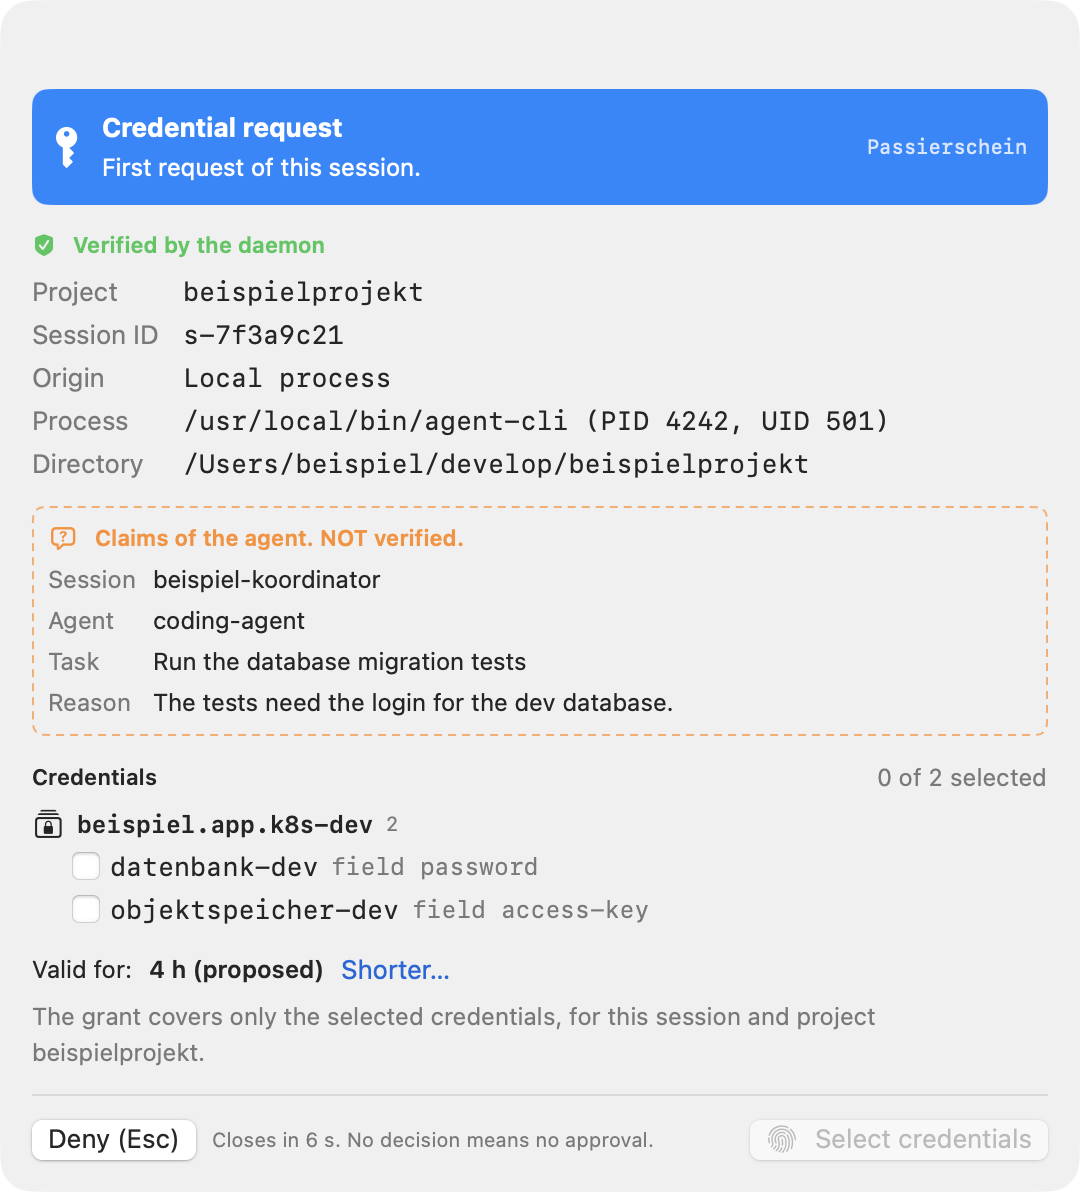 Credential request
First request of this session.
Passierschein
Verified by the daemon
Project beispielprojekt
Session ID s-7f3a9c21
Origin Local process
Process /usr/local/bin/agent-cli (PID 4242, UID 501)
Directory /Users/beispiel/develop/beispielprojekt
Claims of the agent. NOT verified.
Session beispiel-koordinator
Agent coding-agent
Task Run the database migration tests
Reason The tests need the login for the dev database.
Credentials 0 of 2 selected
beispiel.app.k8s-dev 2
datenbank-dev field password
objektspeicher-dev field access-key
Valid for: 4 h (proposed) Shorter...
The grant covers only the selected credentials, for this session and project
beispielprojekt.
Deny (Esc) Closes in 6 s. No decision means no approval. Select credentials